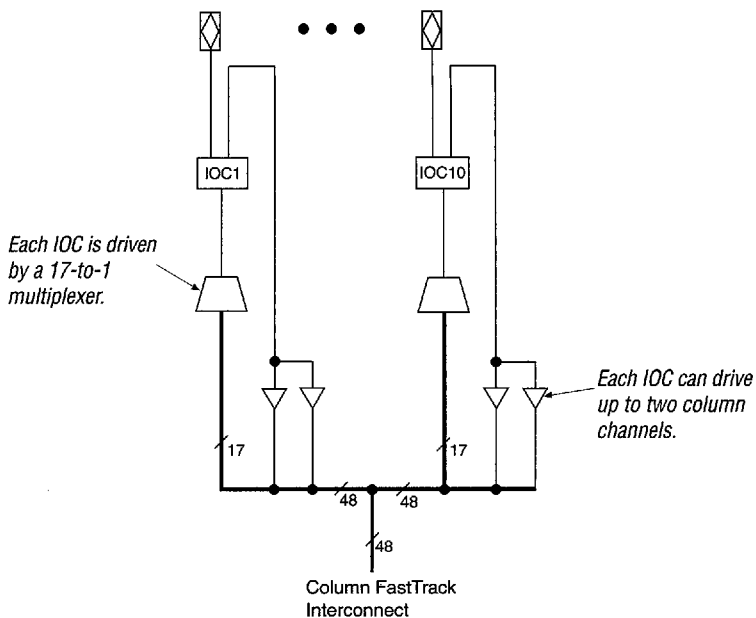 IOC1
IOC10
Each IOC is driven
by a 17-to-1
multiplexer.
Each IOC can drive
up to two column
channels.
17
17
48
48
48
Column FastTrack
Interconnect